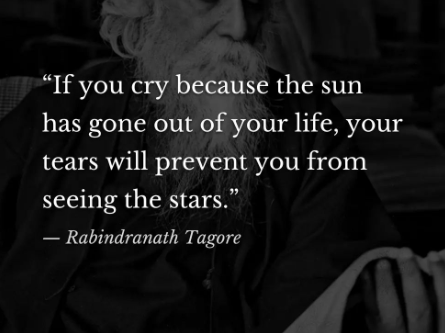 “If you cry because the sun
has gone out of your life, your
tears will prevent you from
seeing the stars.”
— Rabindranath Tagore